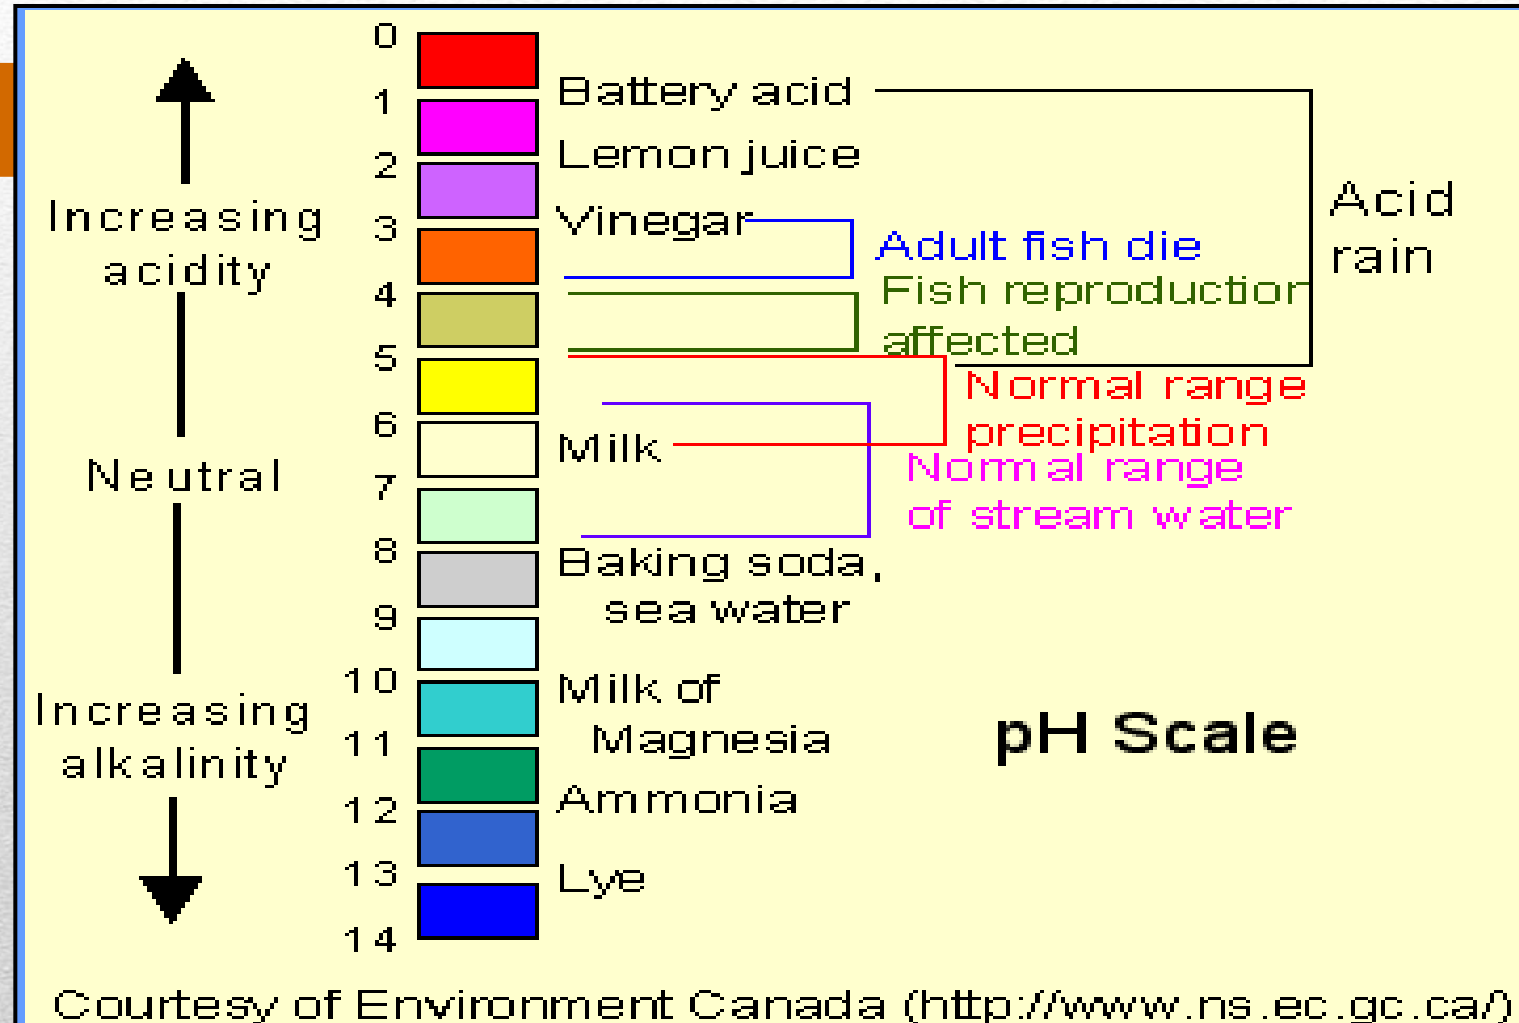 0
1
2
3
4
5
6
7
8
9
10
11
12
13
14
Increasing
acidity
Neutral
Increasing
alkalinity
Battery acid
Lemon juice
Vinegar
Adult fish die
Fish reproduction
affected
Acid
rain
Normal range
precipitation
Milk
Normal range
of stream water
Baking soda,
sea water
Milk of
Magnesia
Ammonia
Lye
pH Scale
Courtesy of Environment Canada (http://www.ns.ec.gc.ca/)